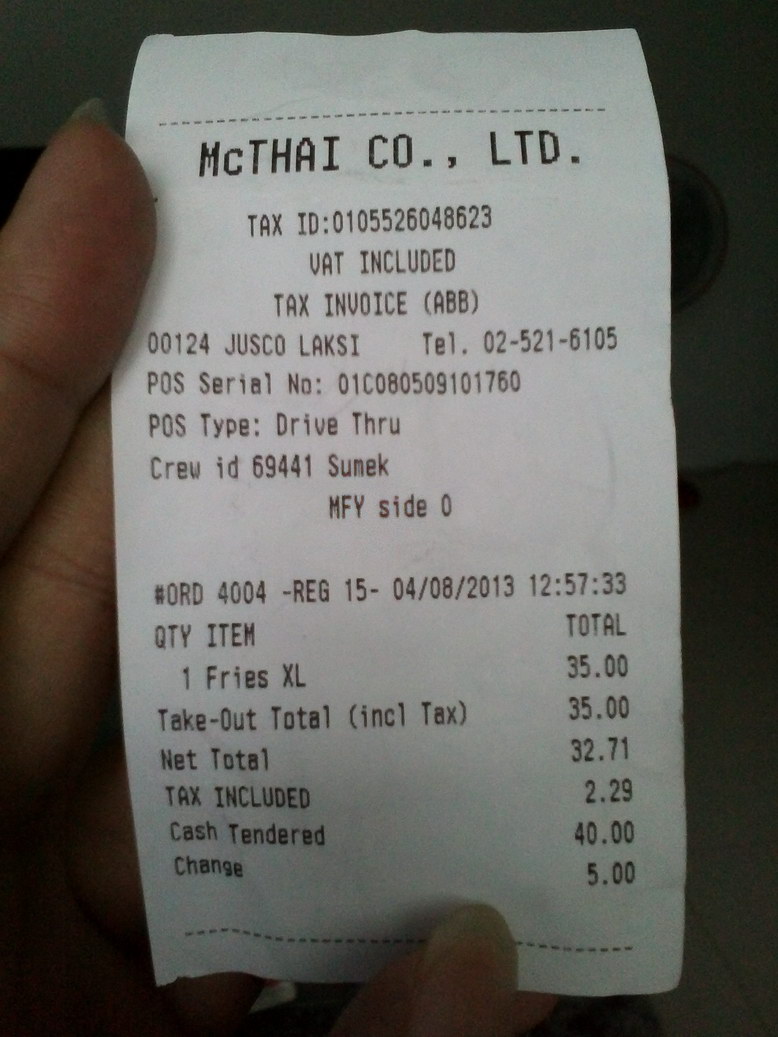 McTHAI CO., LTD.
TAX ID:0105526048623
VAT INCLUDED
TAX INVOICE (ABB)
00124 JUSCO LAKSI Tel. 02-521-6105
POS Serial No: 01C080509101760
POS Type: Drive Thru
Crew id 69441 Sumek
MFY side 0
#ORD 4004 -REG 15- 04/08/2013 12:57:33
QTY ITEM TOTAL
1 Fries XL 35.00
Take-Out Total (incl Tax) 35.00
Net Total 32.71
TAX INCLUDED 2.29
Cash Tendered 40.00
Change 5.00